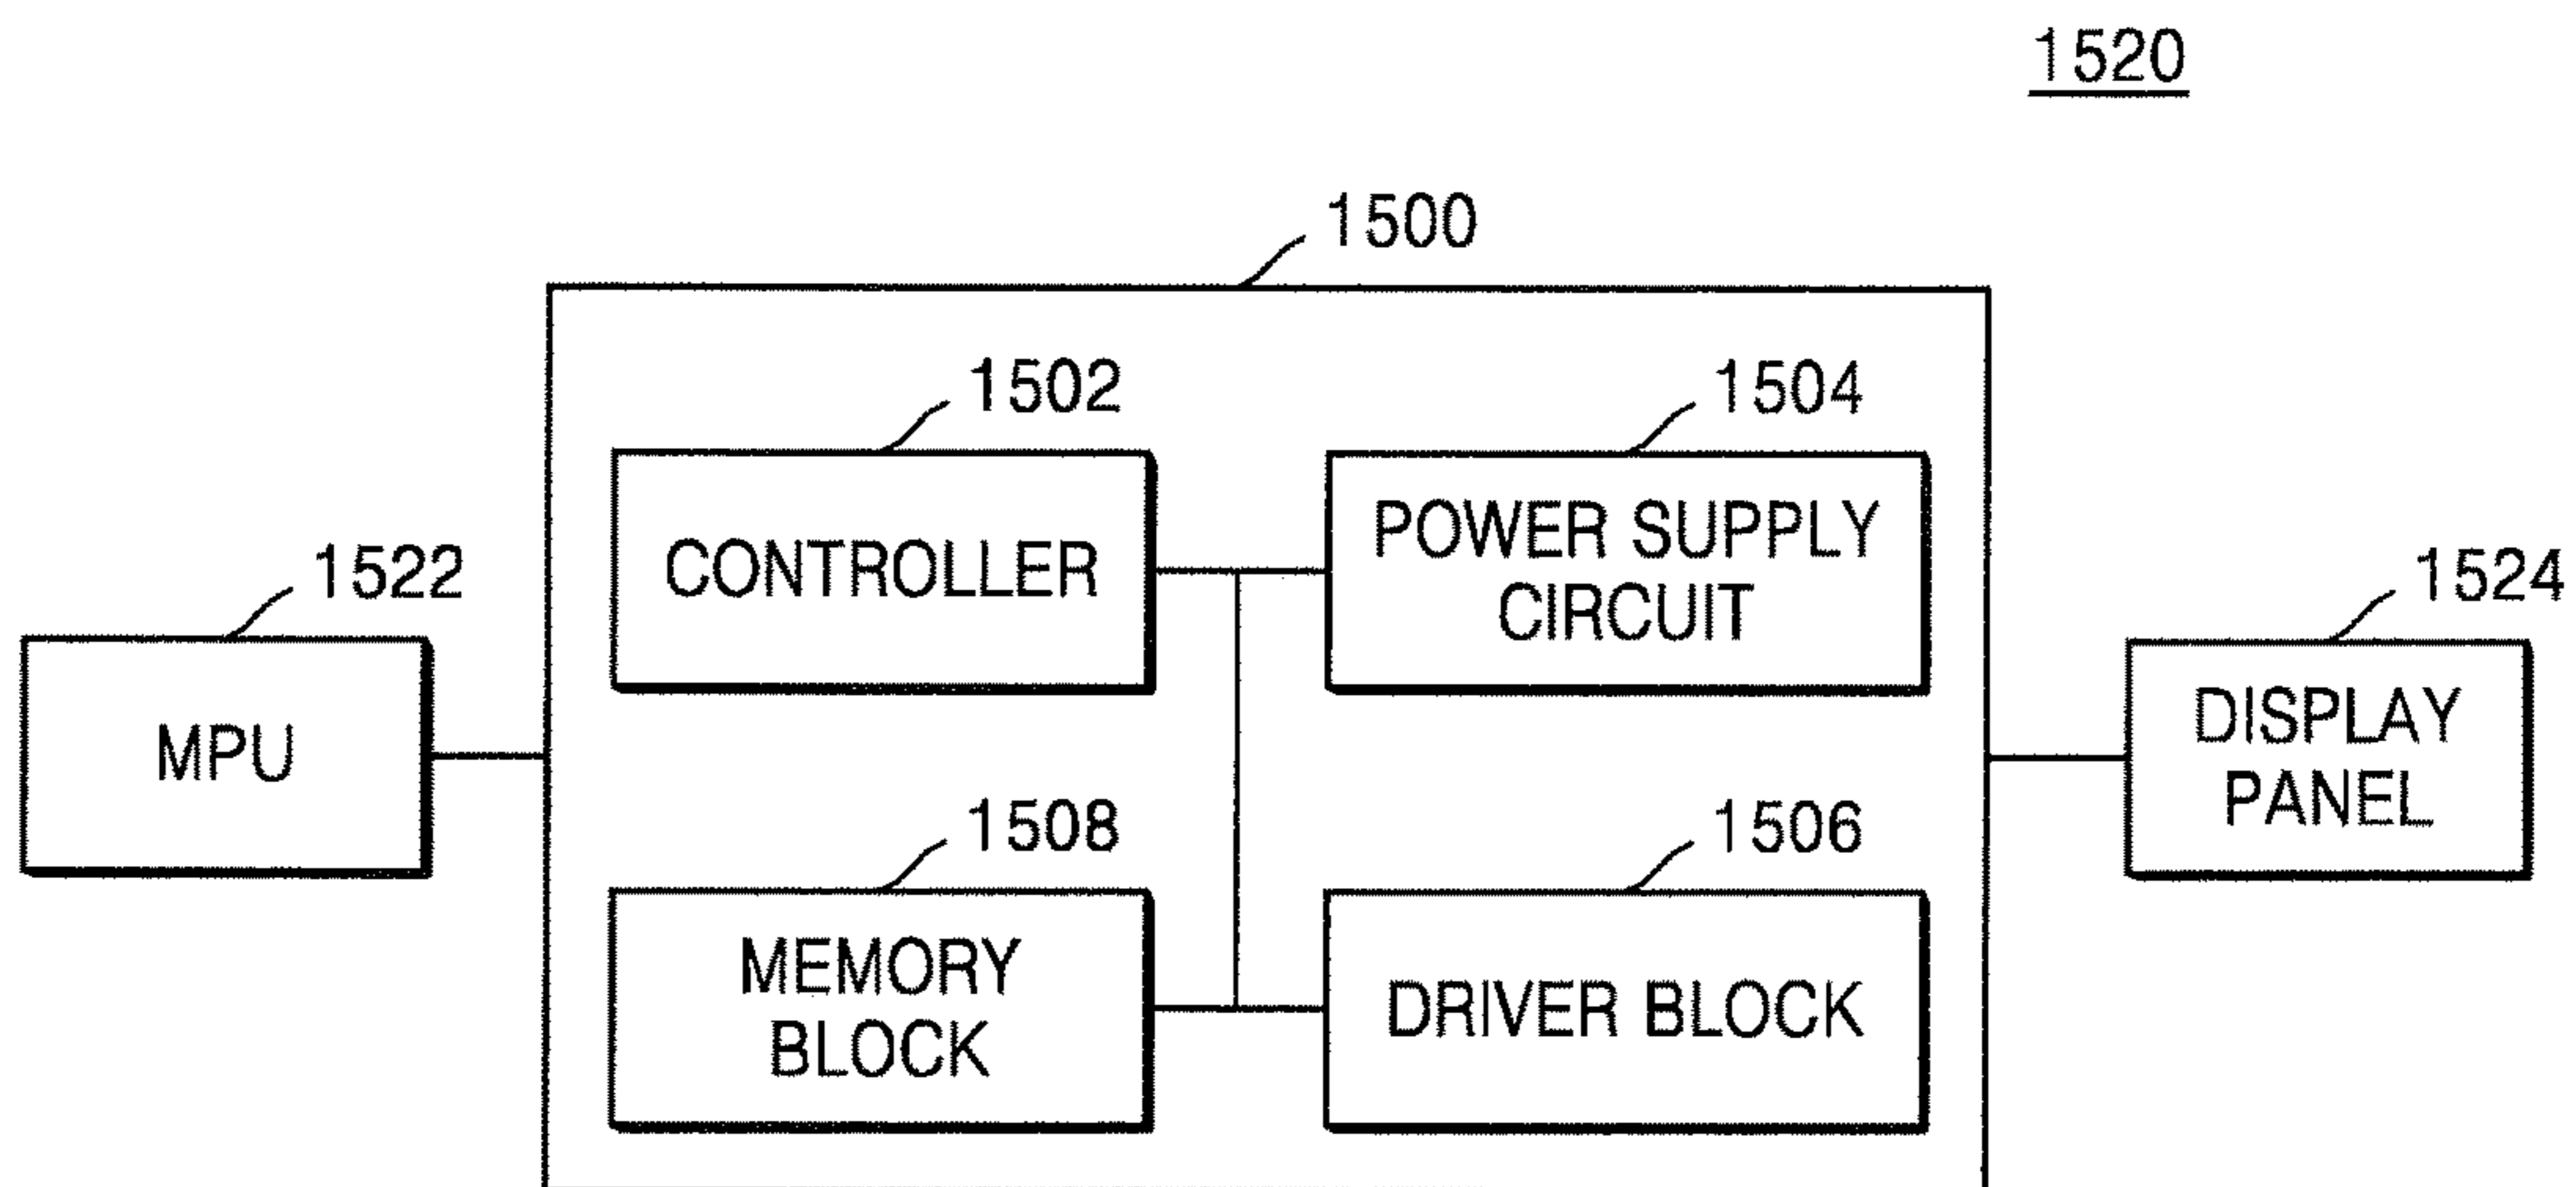 1520
1500
1502
1504
CONTROLLER
POWER SUPPLY
CIRCUIT
1522
MPU
1524
DISPLAY
PANEL
1508
1506
MEMORY
BLOCK
DRIVER BLOCK